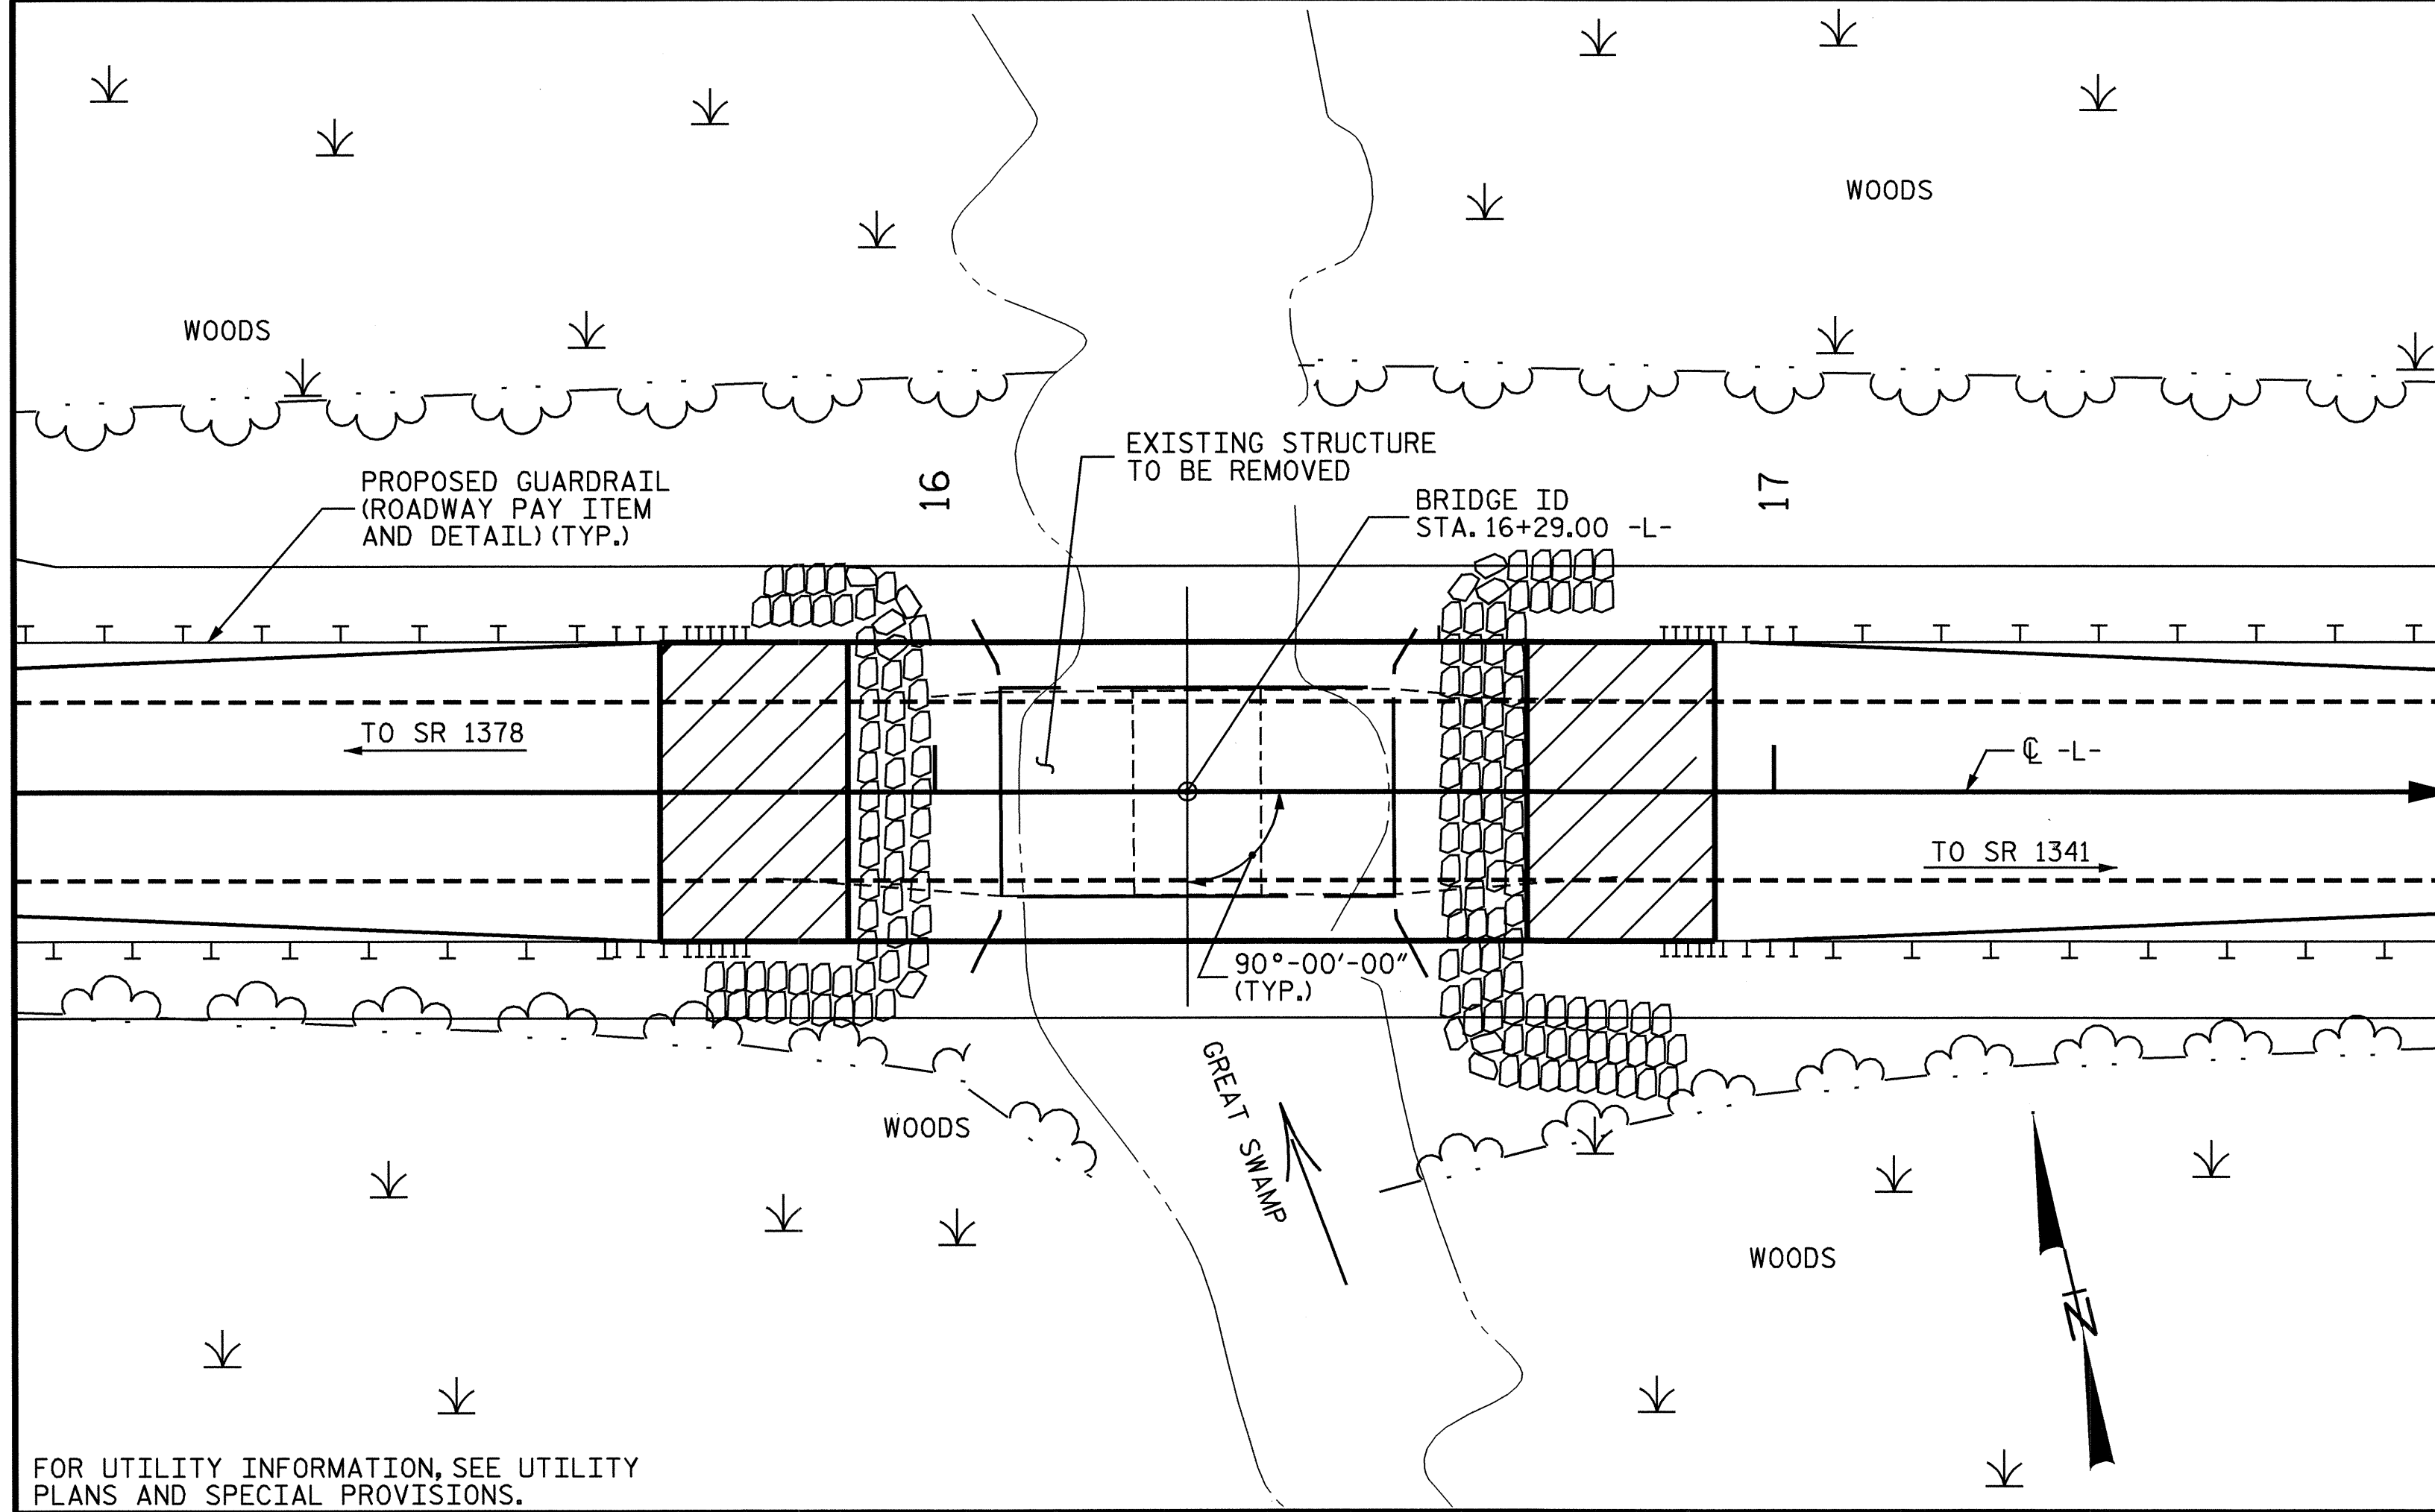 WOODS
WOODS
EXISTING STRUCTURE
TO BE REMOVED
PROPOSED GUARDRAIL
(ROADWAY PAY ITEM
AND DETAIL) (TYP.)
16
17
BRIDGE ID
STA. 16+29.00 -L-
TO SR 1378
℄ -L-
TO SR 1341
90°-00'-00"
(TYP.)
GREAT SWAMP
WOODS
WOODS
N
FOR UTILITY INFORMATION, SEE UTILITY
PLANS AND SPECIAL PROVISIONS.